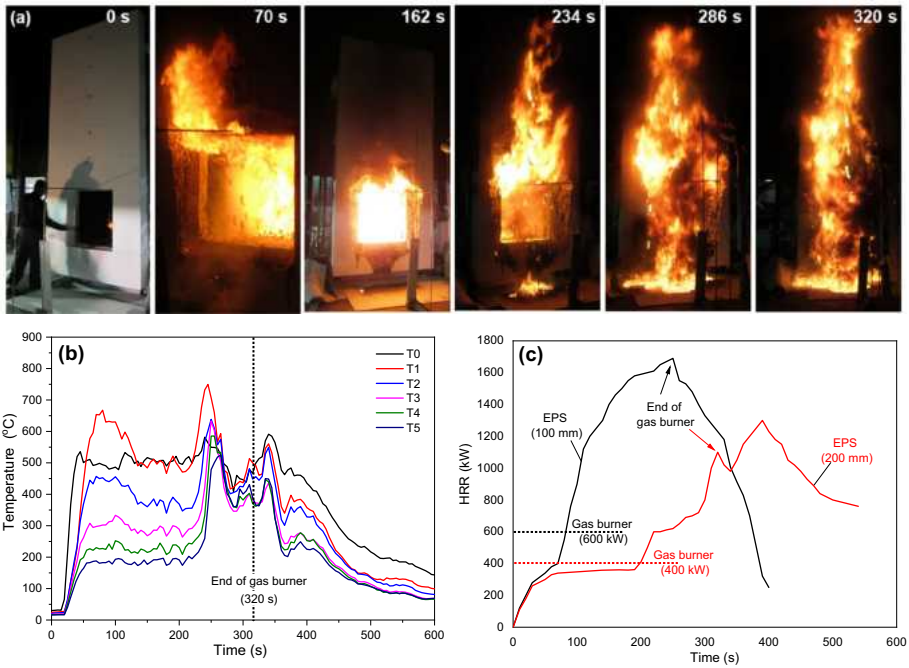 (a)
0 s
70 s
162 s
234 s
286 s
320 s
(b)
900
800
700
600
500
400
300
200
100
0
Temperature (°C)
T0
T1
T2
T3
T4
T5
End of gas burner
(320 s)
0
100
200
300
400
500
600
Time (s)
(c)
1800
1600
1400
1200
1000
800
600
400
200
0
HRR (kW)
EPS
(100 mm)
End of
gas burner
EPS
(200 mm)
Gas burner
(600 kW)
Gas burner
(400 kW)
0
100
200
300
400
500
600
Time (s)